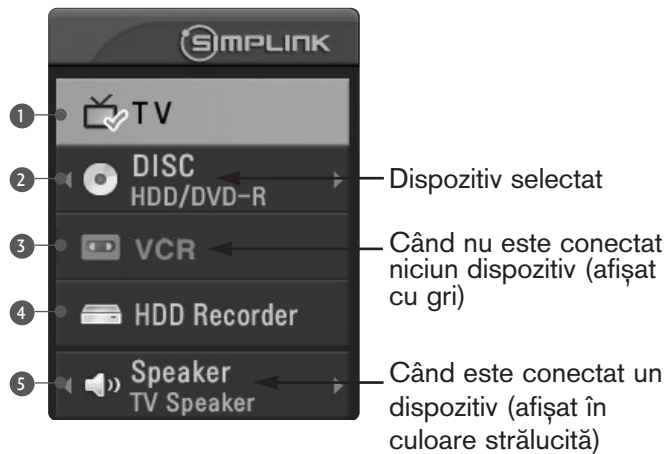 SIMPLINK
1 TV
2 DISC
HDD/DVD-R
Dispozitiv selectat
3 VCR
Când nu este conectat
niciun dispozitiv (afișat
cu gri)
4 HDD Recorder
5 Speaker
TV Speaker
Când este conectat un
dispozitiv (afișat în
culoare strălucită)